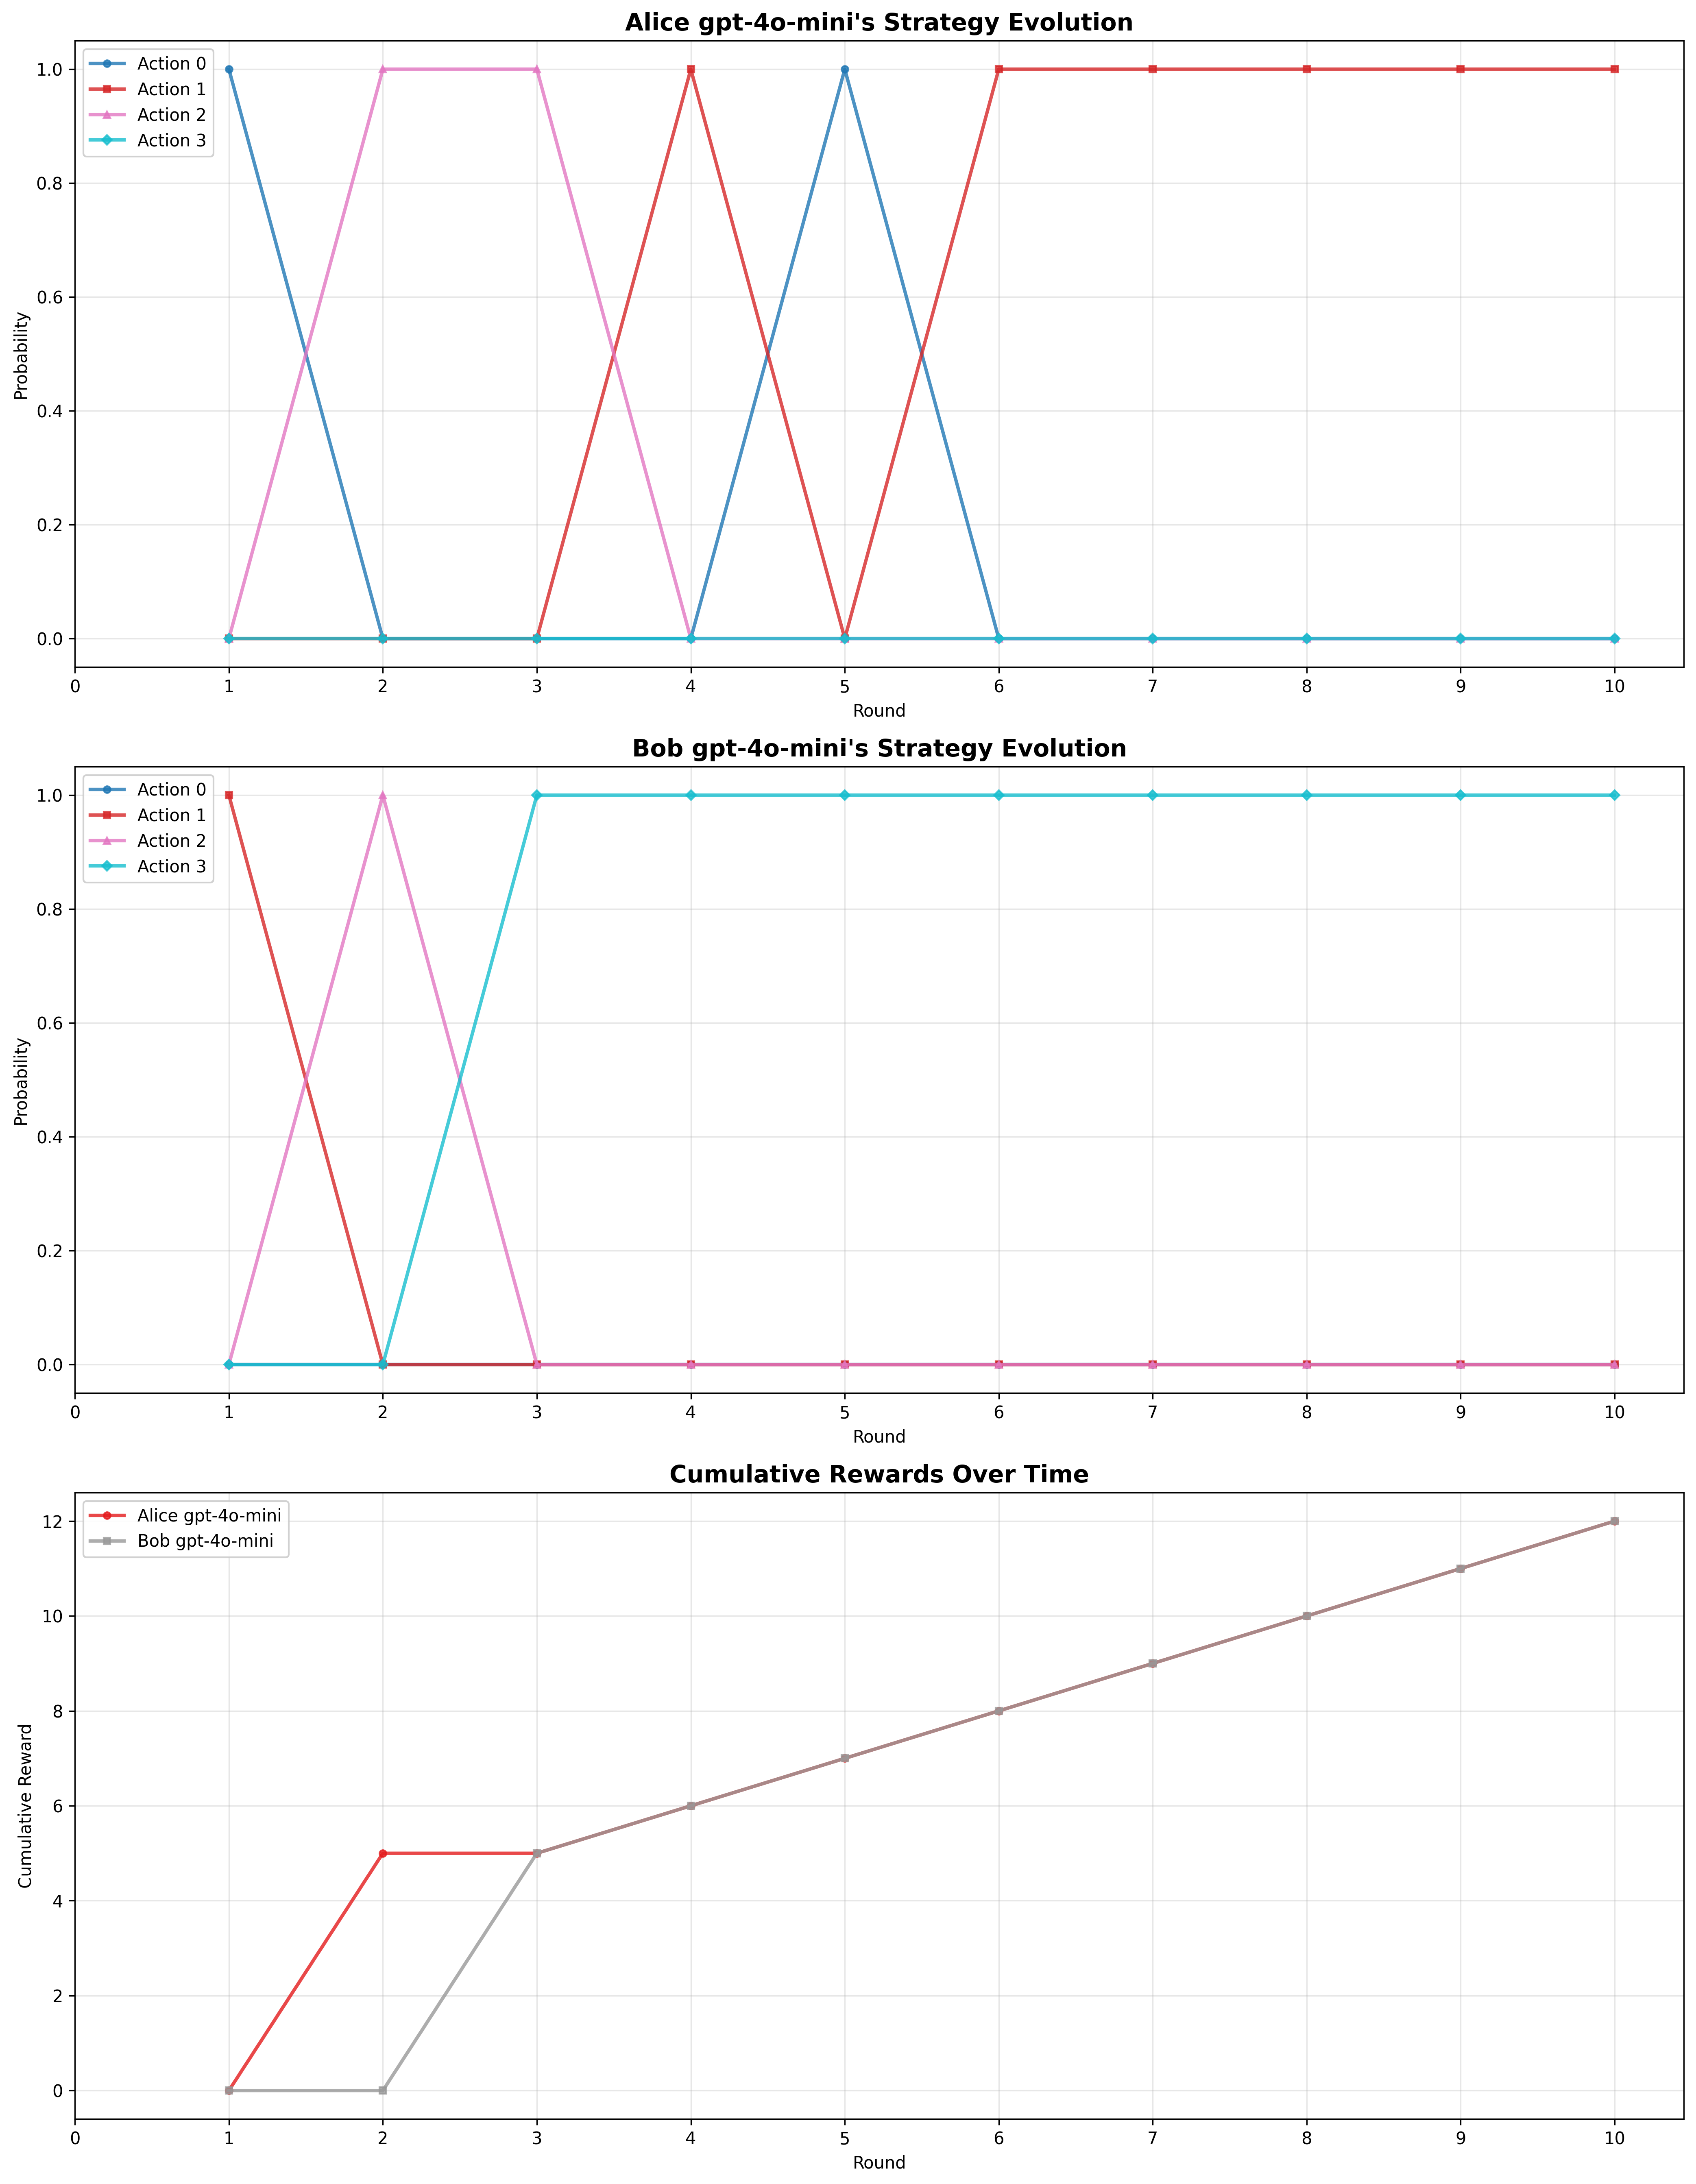 Alice gpt-4o-mini's Strategy Evolution
Action 0
Action 1
Action 2
Action 3
1.0
0.8
0.6
0.4
0.2
0.0
Probability
0 1 2 3 4 5 6 7 8 9 10
Round
Bob gpt-4o-mini's Strategy Evolution
Action 0
Action 1
Action 2
Action 3
1.0
0.8
0.6
0.4
0.2
0.0
Probability
0 1 2 3 4 5 6 7 8 9 10
Round
Cumulative Rewards Over Time
Alice gpt-4o-mini
Bob gpt-4o-mini
12
10
8
6
4
2
0
Cumulative Reward
0 1 2 3 4 5 6 7 8 9 10
Round